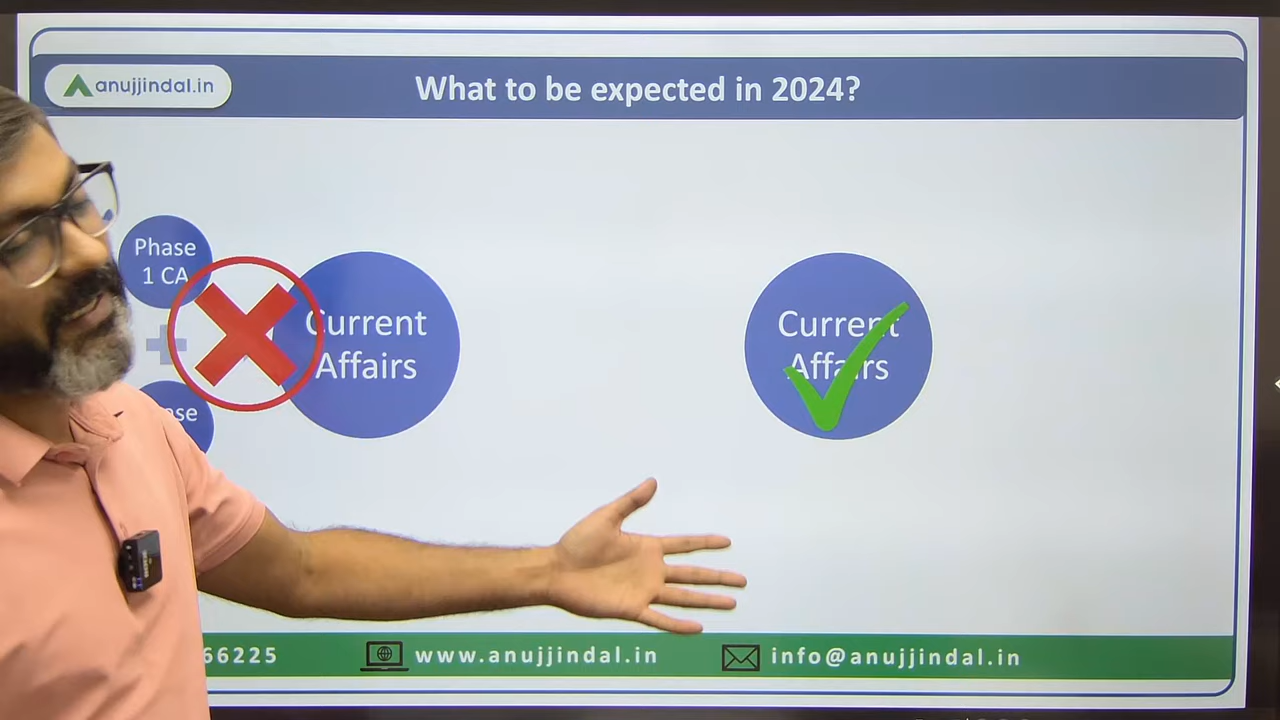 anujjindal.in
What to be expected in 2024?
Phase
1 CA
Current
Affairs
Current
Affairs
66225
www.anujjindal.in
info@anujjindal.in